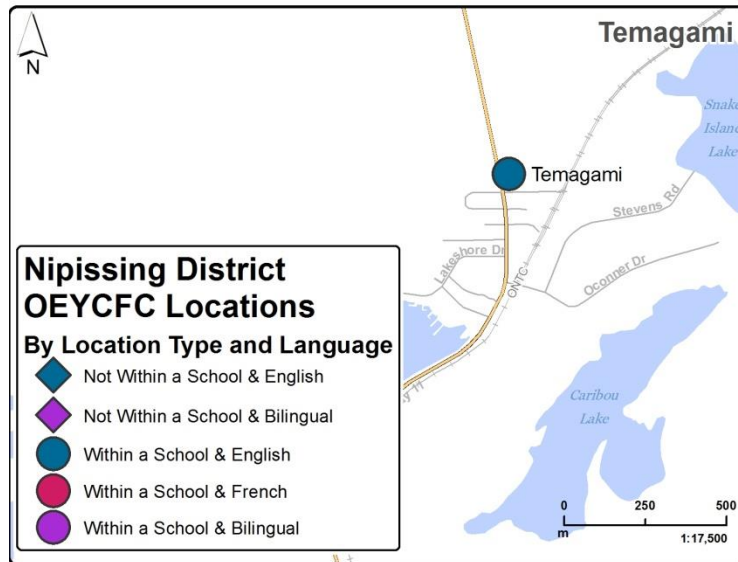 Temagami
N
Snake
Island
Lake
Temagami
Stevens Rd
Lakeshore Dr
Oconner Dr
ONTC
y 11
Caribou
Lake
Nipissing District
OEYCFC Locations
By Location Type and Language
Not Within a School & English
Not Within a School & Bilingual
Within a School & English
Within a School & French
Within a School & Bilingual
0 250 500
m
1:17,500